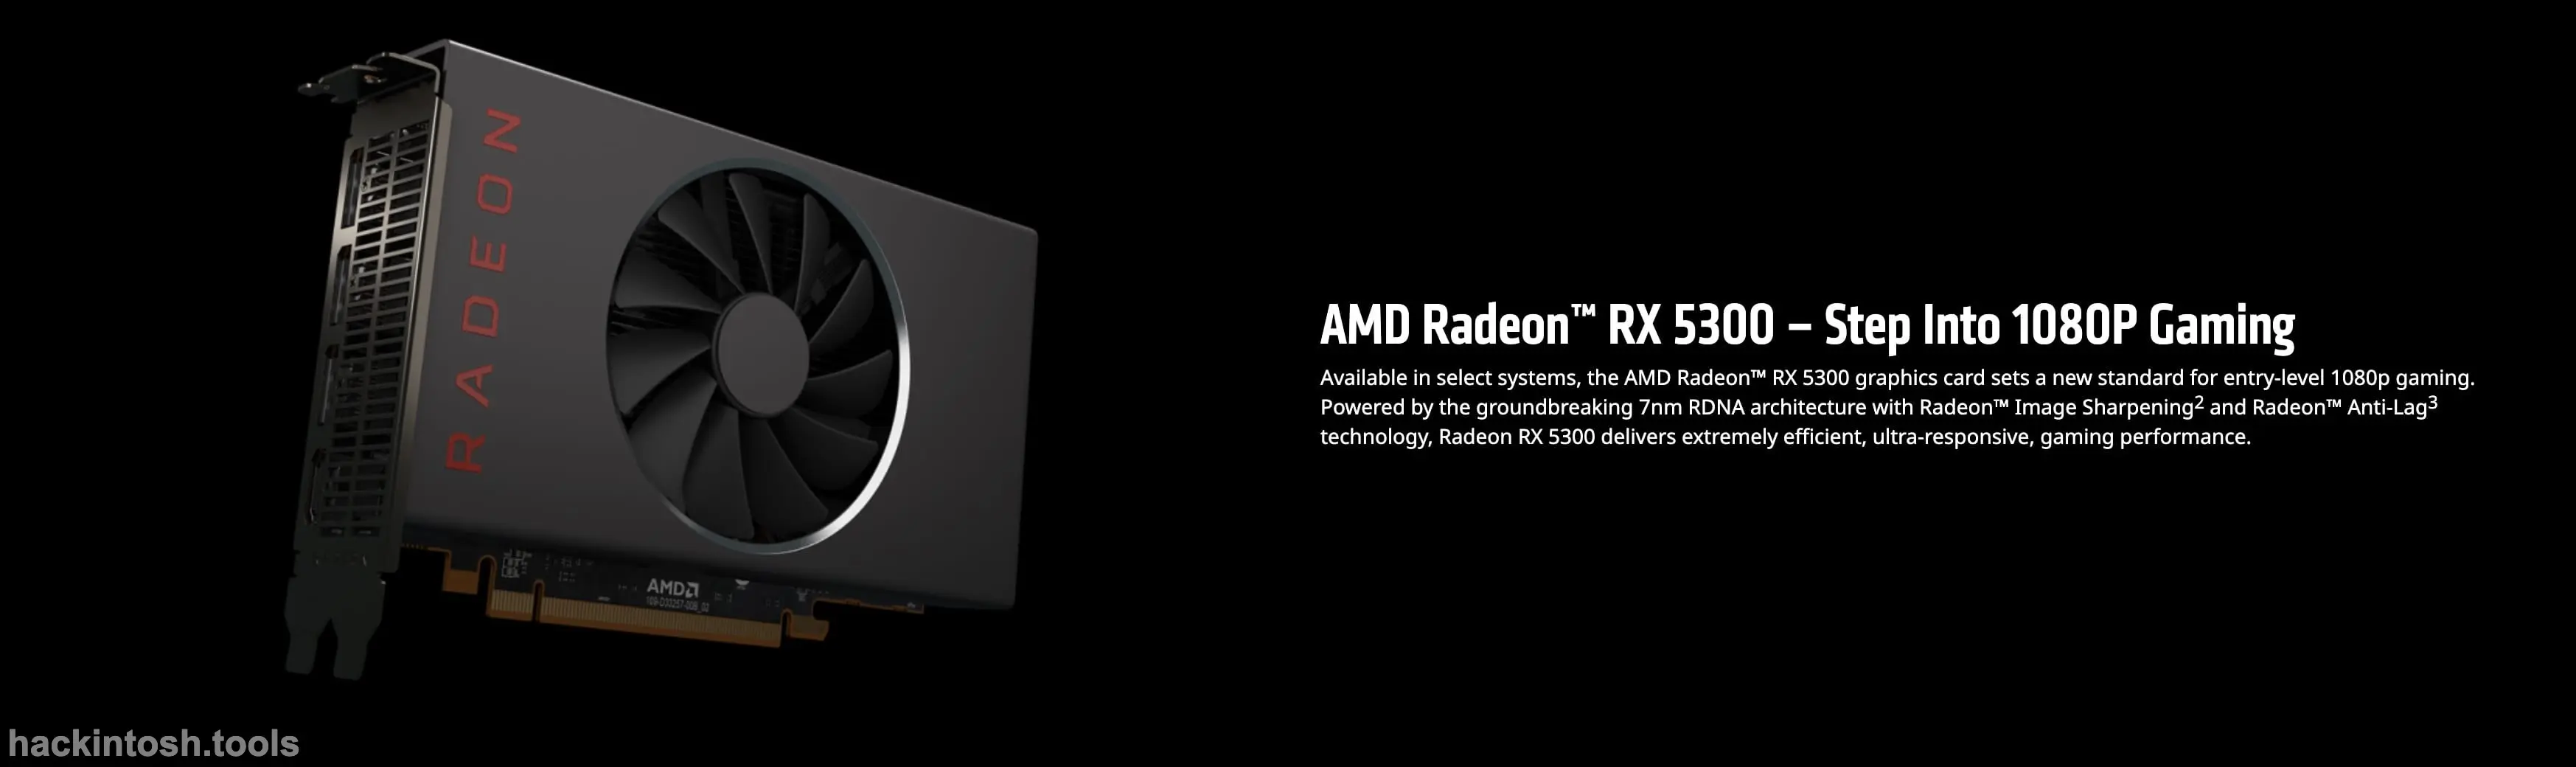 RADEON
AMD
AMD Radeon™ RX 5300 – Step Into 1080P Gaming
Available in select systems, the AMD Radeon™ RX 5300 graphics card sets a new standard for entry-level 1080p gaming.
Powered by the groundbreaking 7nm RDNA architecture with Radeon™ Image Sharpening² and Radeon™ Anti-Lag³
technology, Radeon RX 5300 delivers extremely efficient, ultra-responsive, gaming performance.
hackintosh.tools